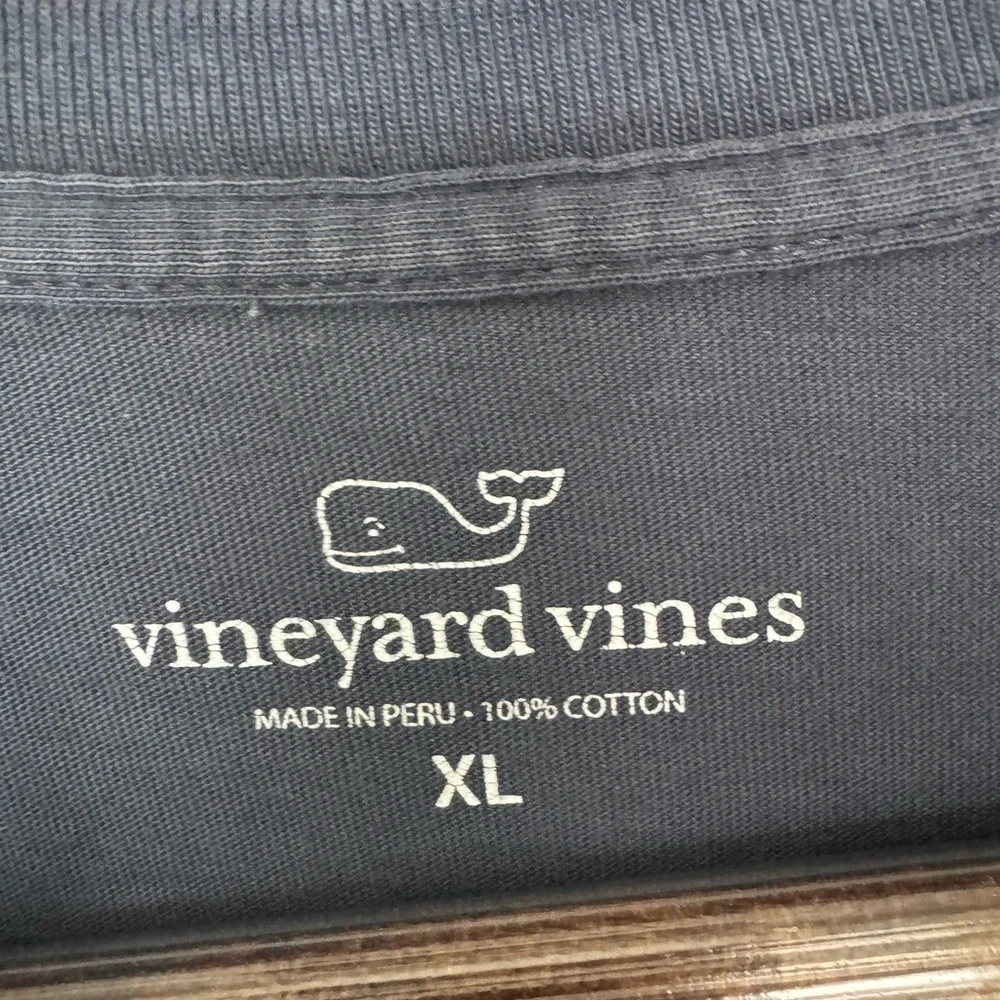 vineyard vines
MADE IN PERU • 100% COTTON
XL